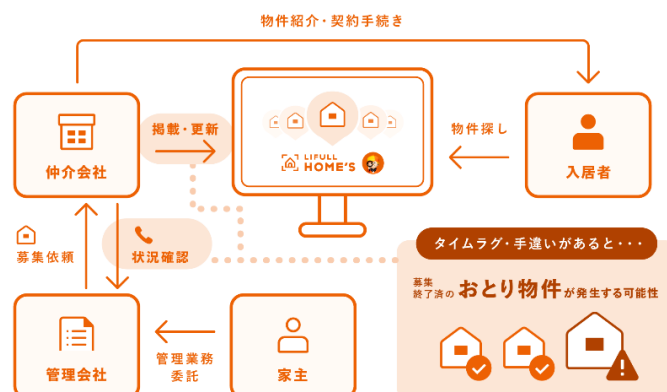 物件紹介・契約手続き
仲介会社
掲載・更新
LIFULL
HOME'S
物件探し
入居者
募集依頼
状況確認
タイムラグ・手違いがあると・・・
募集
終了済の おとり物件が発生する可能性
管理会社
管理業務
委託
家主